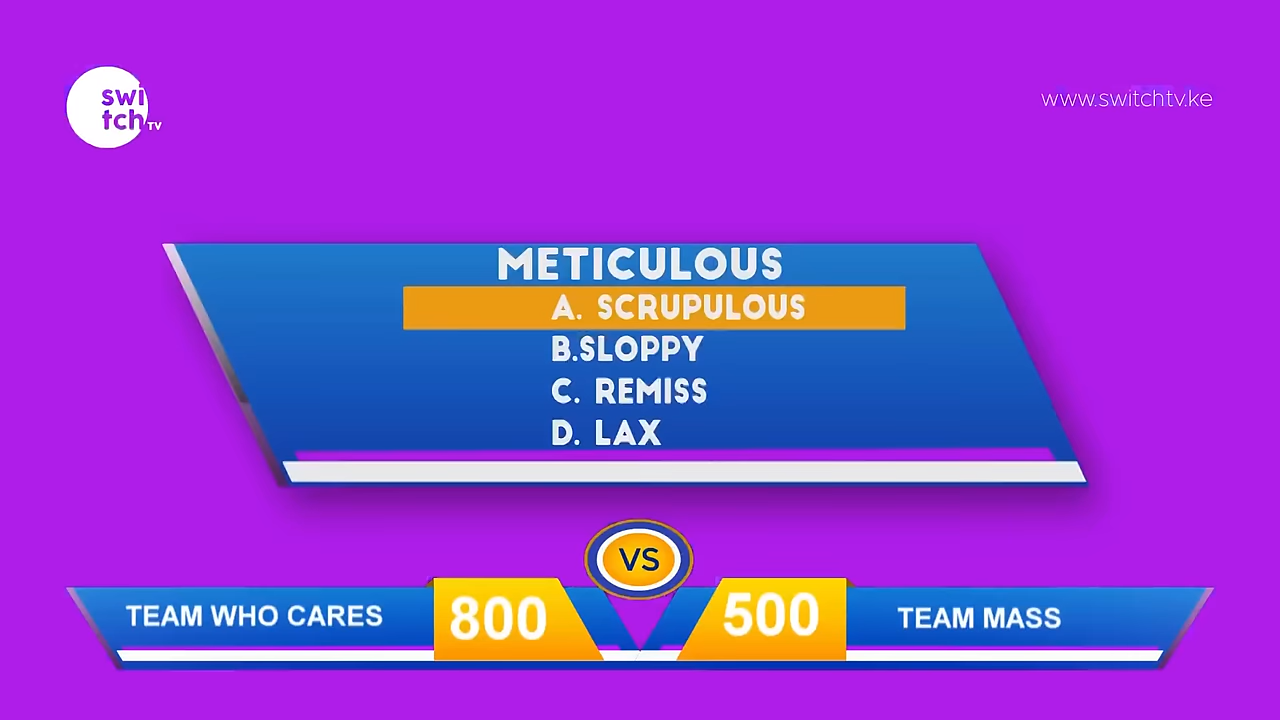 swi
tch TV
www.switchtv.ke
METICULOUS
A. SCRUPULOUS
B.SLOPPY
C. REMISS
D. LAX
VS
TEAM WHO CARES
800
500
TEAM MASS